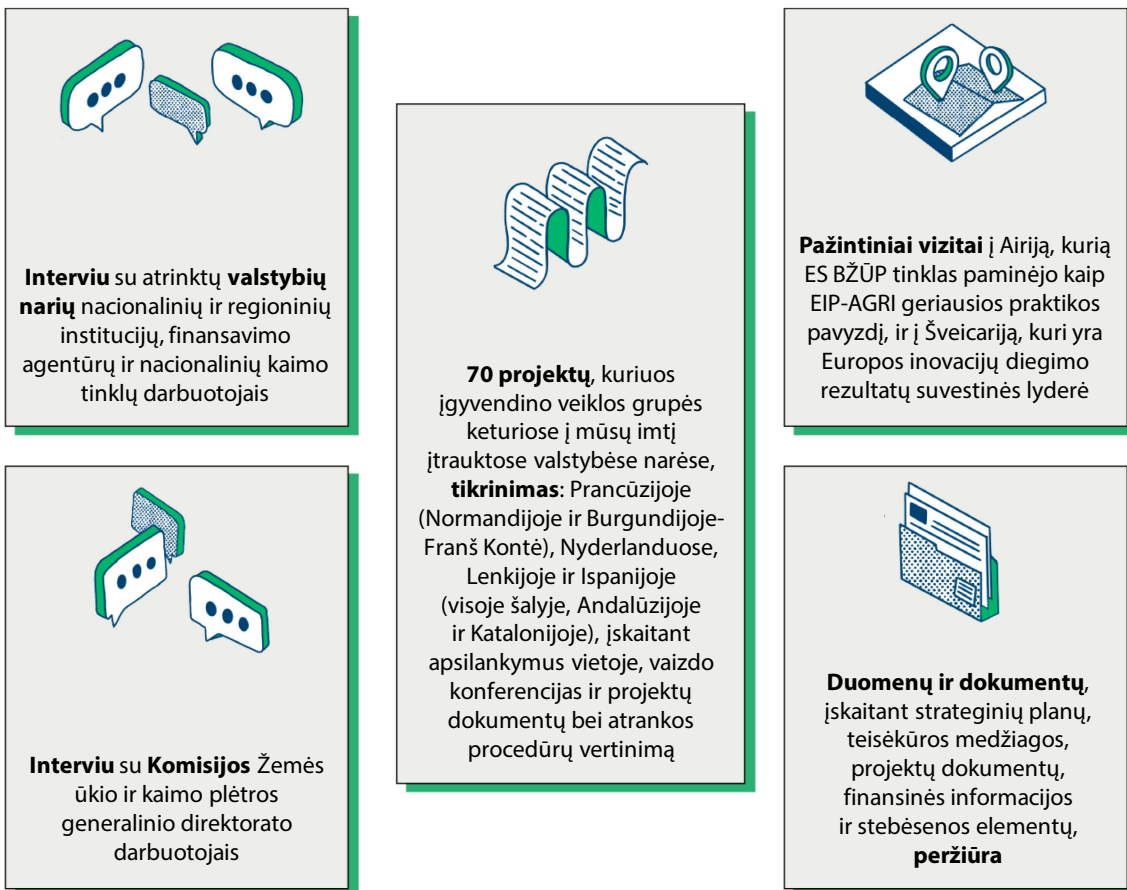 Interviu su atrinktų valstybių
narių nacionalinių ir regioninių
institucijų, finansavimo
agentūrų ir nacionalinių kaimo
tinklų darbuotojais
Interviu su Komisijos Žemės
ūkio ir kaimo plėtros
generalinio direktorato
darbuotojais
70 projektų, kuriuos
įgyvendino veiklos grupės
keturiose į mūsų imtį
įtrauktose valstybėse narėse,
tikrinimas: Prancūzijoje
(Normandijoje ir Burgundijoje-
Franš Kontė), Nyderlanduose,
Lenkijoje ir Ispanijoje
(visoje šalyje, Andalūzijoje
ir Katalonijoje), įskaitant
apsilankymus vietoje, vaizdo
konferencijas ir projektų
dokumentų bei atrankos
procedūrų vertinimą
Pažintiniai vizitai į Airiją, kurią
ES BŽŪP tinklas paminėjo kaip
EIP-AGRI geriausios praktikos
pavyzdį, ir į Šveicariją, kuri yra
Europos inovacijų diegimo
rezultatų suvestinės lyderė
Duomenų ir dokumentų,
įskaitant strateginių planų,
teisėkūros medžiagos,
projektų dokumentų,
finansinės informacijos
ir stebėsenos elementų,
peržiūra